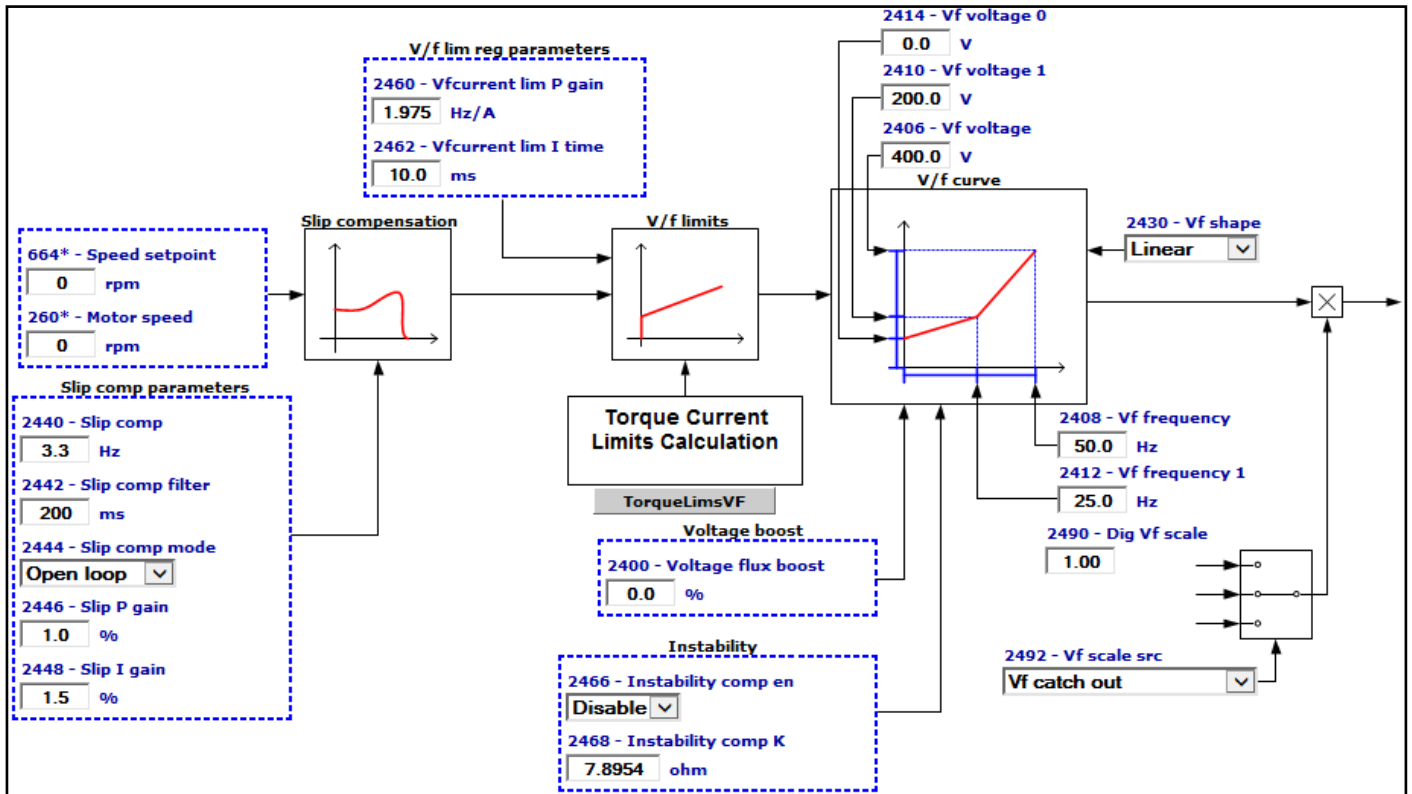 2414 - Vf voltage 0
0.0 V
V/f lim reg parameters
2460 - Vfcurrent lim P gain
1.975 Hz/A
2462 - Vfcurrent lim I time
10.0 ms
2410 - Vf voltage 1
200.0 V
2406 - Vf voltage
400.0 V
V/f curve
Slip compensation
V/f limits
2430 - Vf shape
Linear
664* - Speed setpoint
0 rpm
260* - Motor speed
0 rpm
Slip comp parameters
2440 - Slip comp
3.3 Hz
2442 - Slip comp filter
200 ms
2444 - Slip comp mode
Open loop
2446 - Slip P gain
1.0 %
2448 - Slip I gain
1.5 %
Torque Current
Limits Calculation
TorqueLimsVF
2408 - Vf frequency
50.0 Hz
2412 - Vf frequency 1
25.0 Hz
Voltage boost
2400 - Voltage flux boost
0.0 %
2490 - Dig Vf scale
1.00
Instability
2466 - Instability comp en
Disable
2468 - Instability comp K
7.8954 ohm
2492 - Vf scale src
Vf catch out